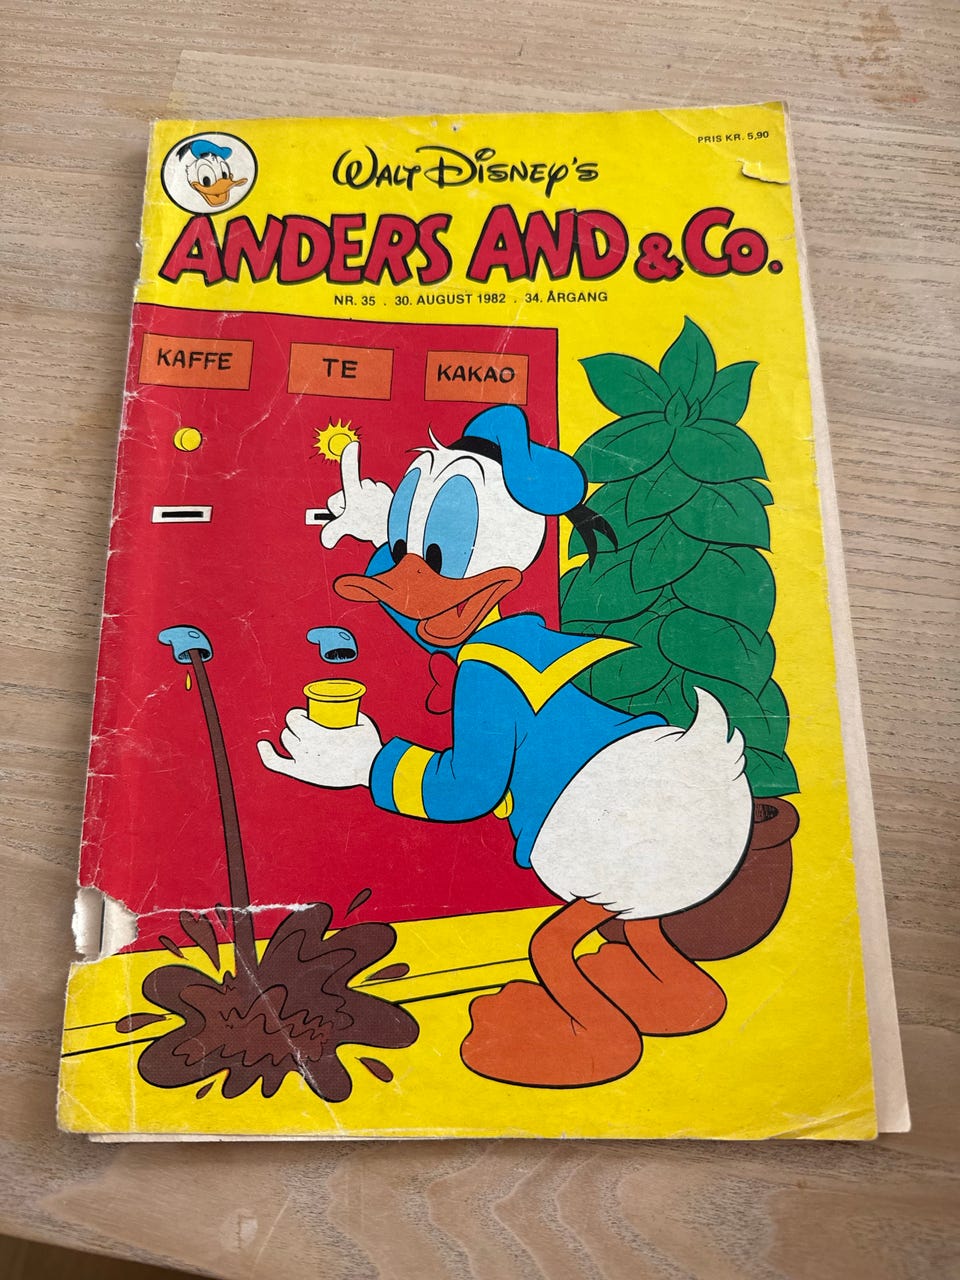 PRIS KR. 5,90
WALT DISNEY'S
ANDERS AND & Co.
NR. 35 . 30. AUGUST 1982 . 34. ÅRGANG
KAFFE TE KAKAO